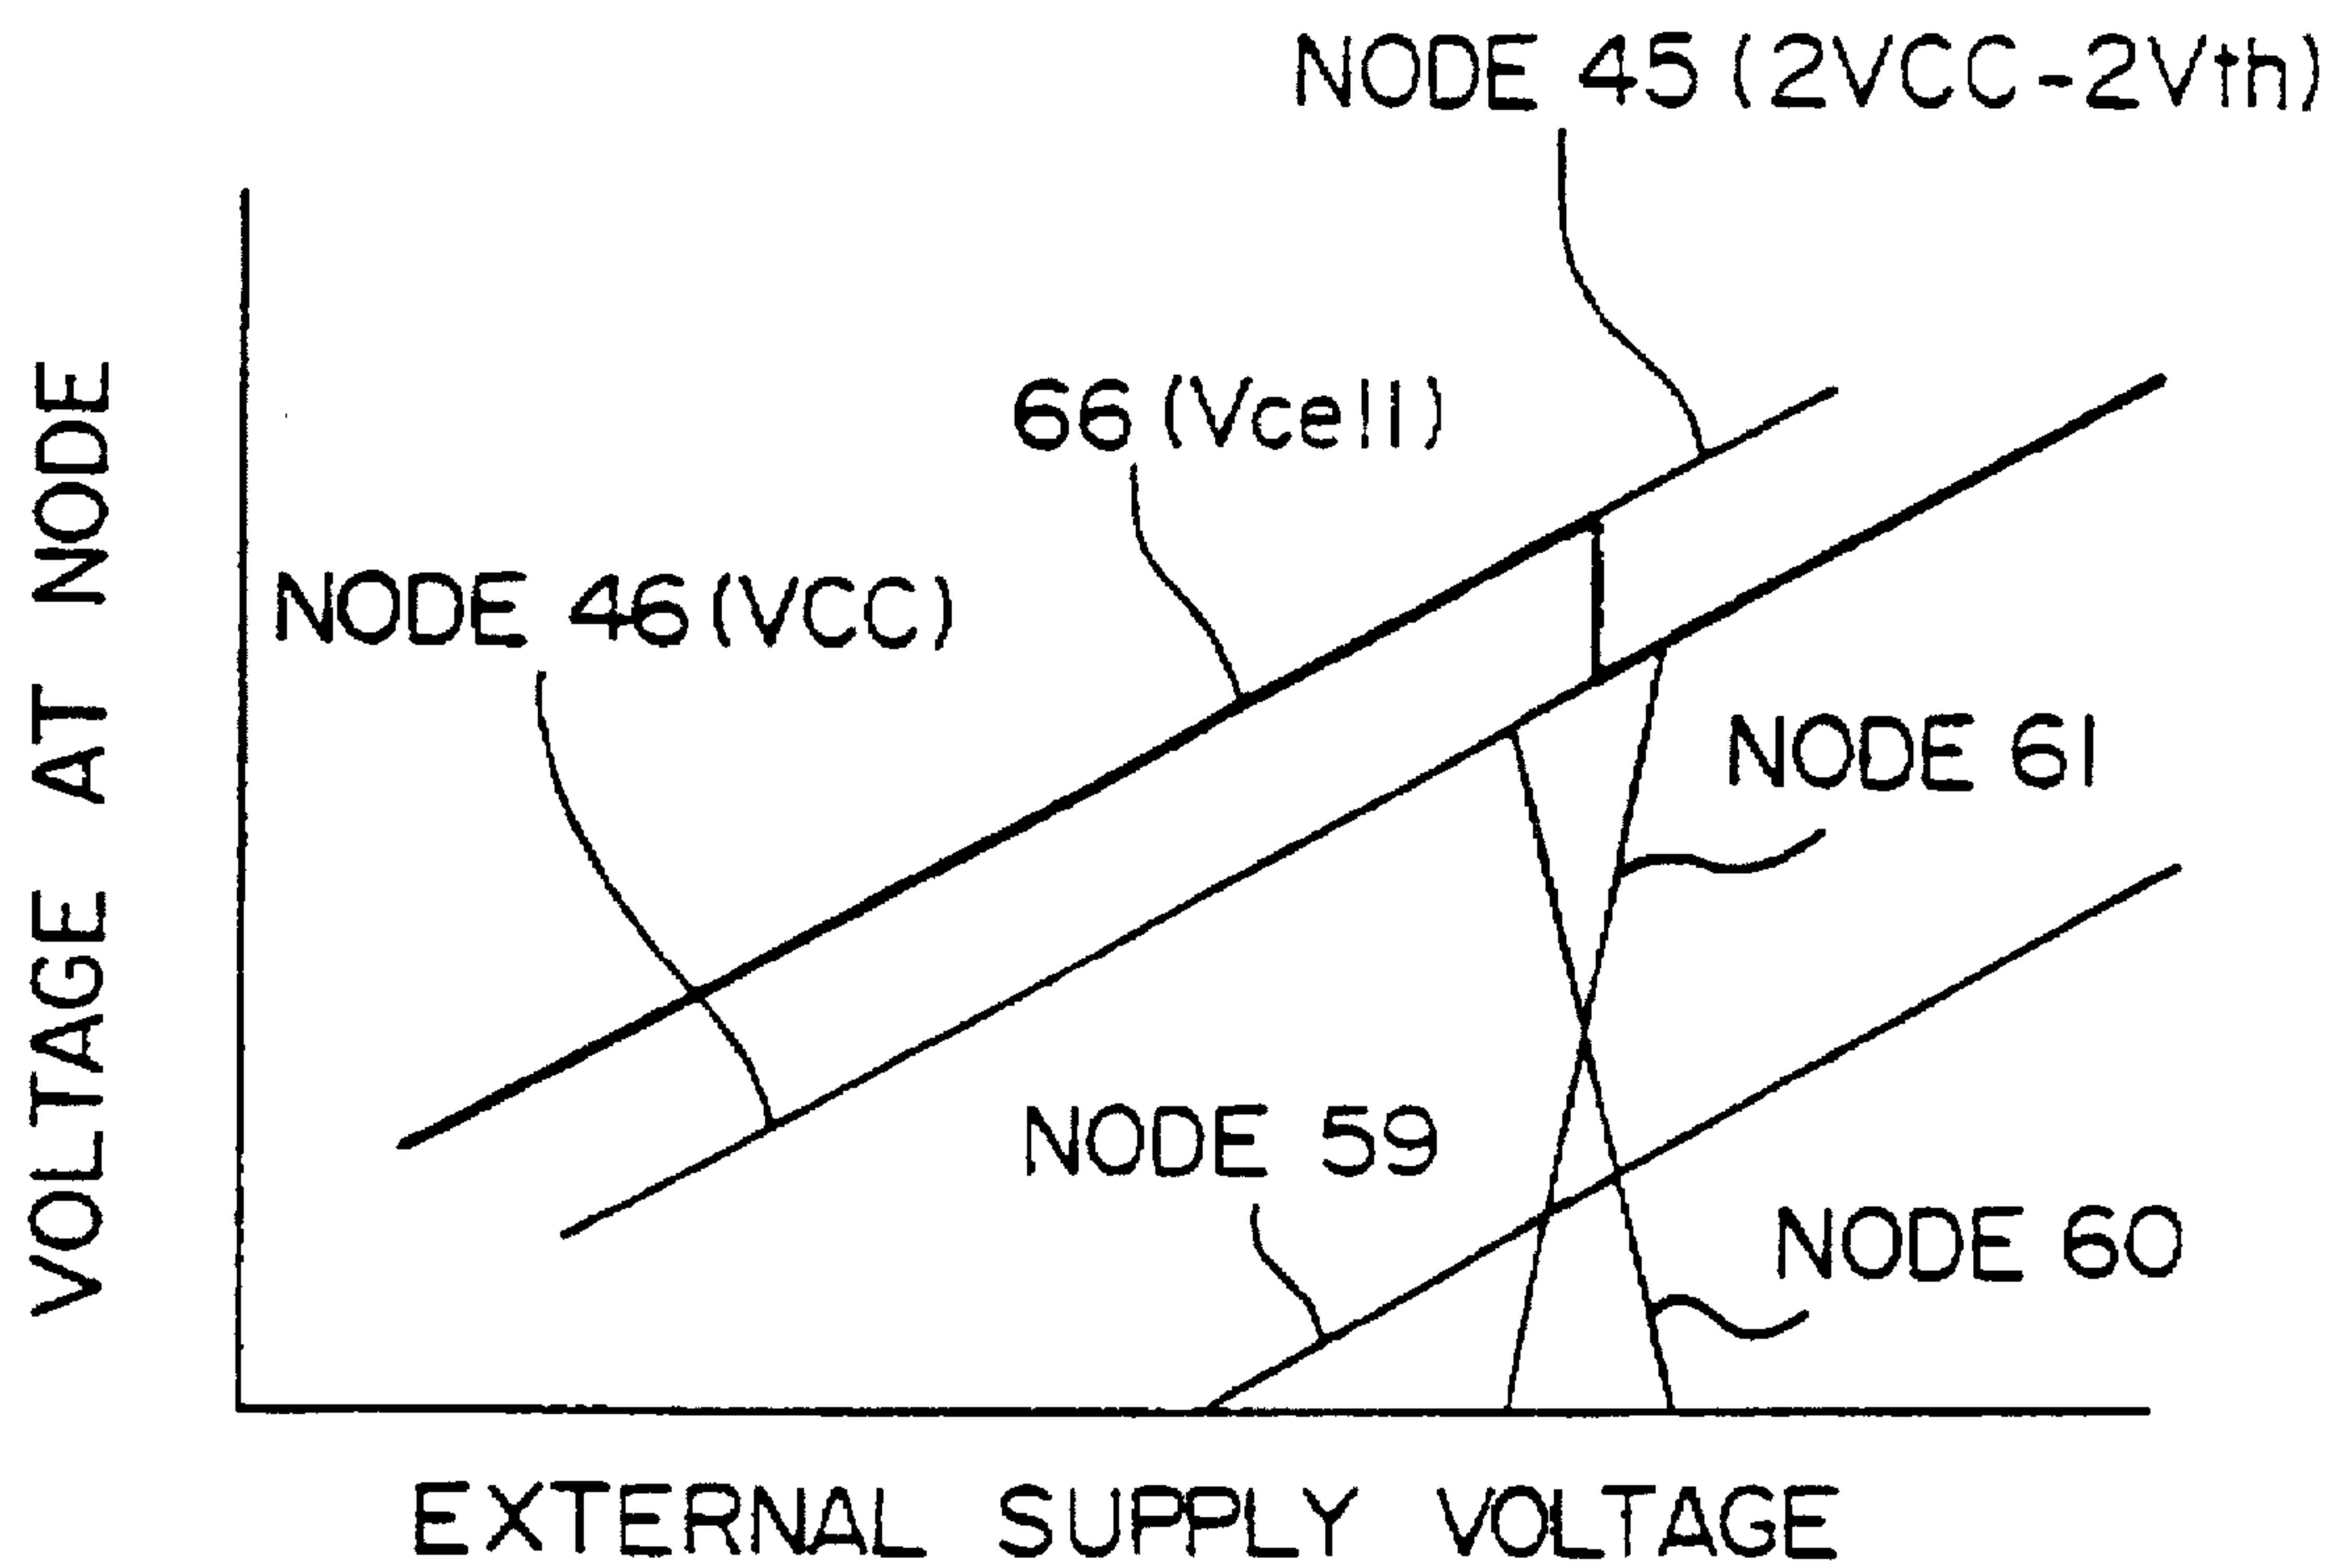 NODE 45 (2VCC-2Vth)
66 (Vcell)
NODE 46 (VCC)
NODE 61
NODE 59
NODE 60
VOLTAGE AT NODE
EXTERNAL SUPPLY VOLTAGE